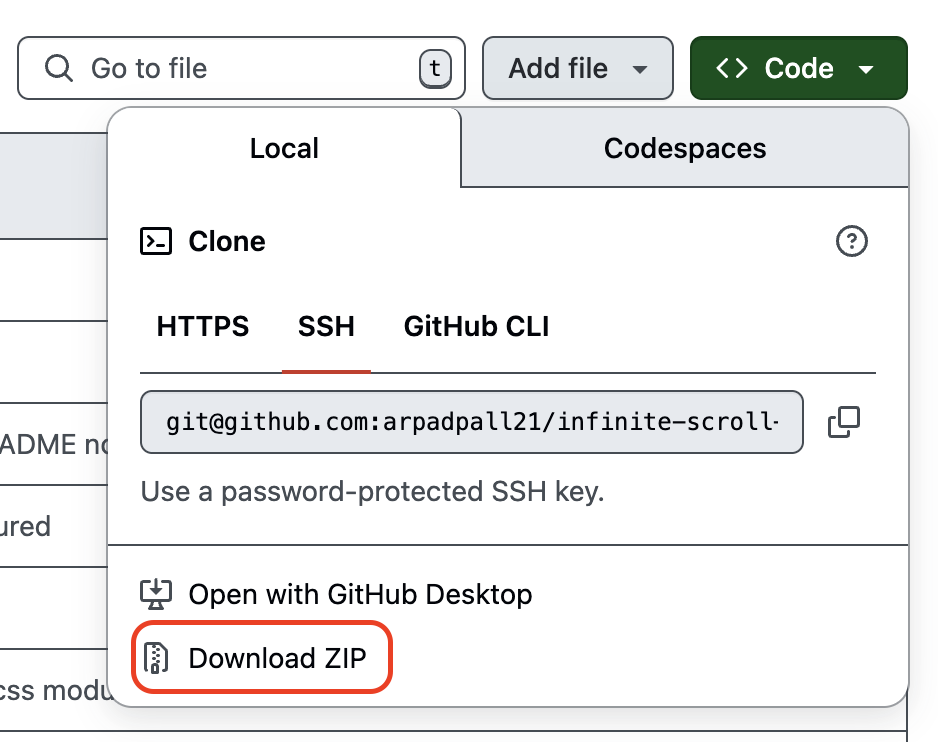 Go to file
t
Add file
Code
Local
Codespaces
Clone
HTTPS
SSH
GitHub CLI
git@github.com:arpadpall21/infinite-scroll-
Use a password-protected SSH key.
Open with GitHub Desktop
Download ZIP
ADME no
ured
css modu